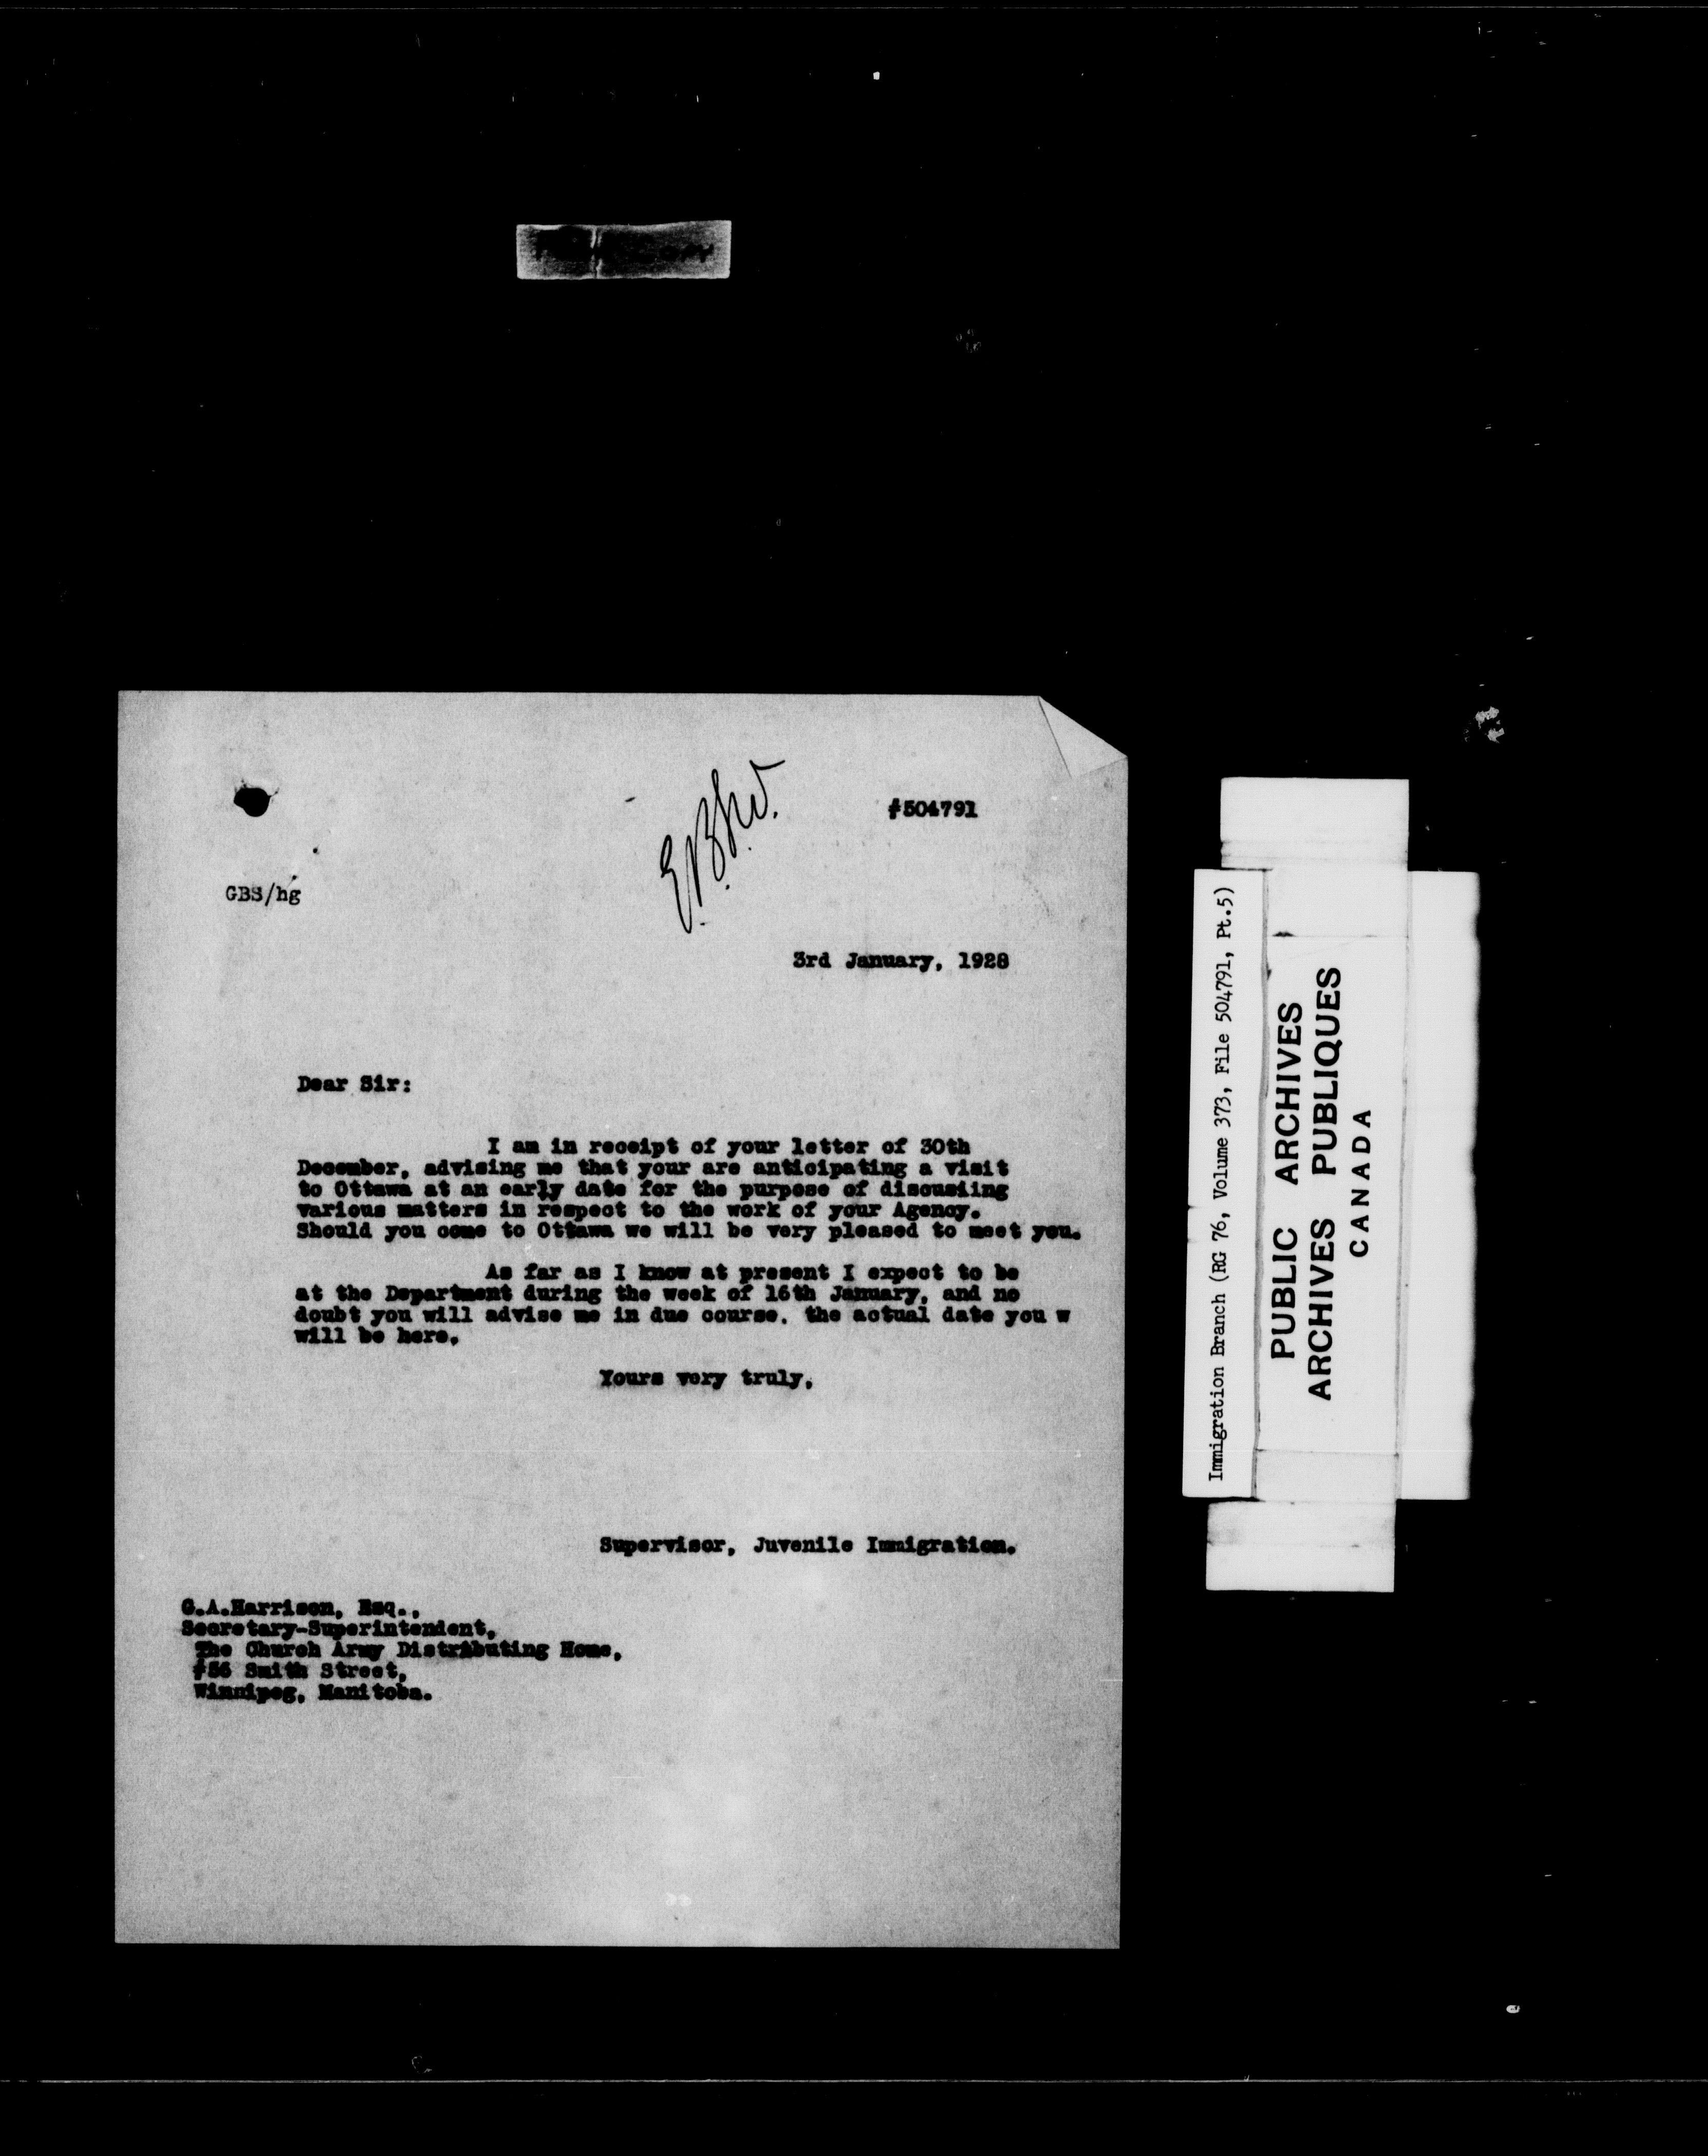 #504791
GBS/hg
3rd January, 1928
Dear Sir:
I am in receipt of your letter of 30th
December, advising me that your are anticipating a visit
to Ottawa at an early date for the purpose of discusiing
various matters in respect to the work of your Agency.
Should you come to Ottawa we will be very pleased to meet you.
As far as I know at present I expect to be
at the Department during the week of 16th January, and no
doubt you will advise me in due course, the actual date you w
will be here.
Yours very truly,
Supervisor, Juvenile Immigration.
G.A.Harrison, Esq.,
Secretary-Superintendent,
The Church Army Distributing Home,
#56 Smith Street,
Winnipeg, Manitoba.
Immigration Branch (RG 76, Volume 373, File 504791, Pt.5)
PUBLIC ARCHIVES
ARCHIVES PUBLIQUES
CANADA